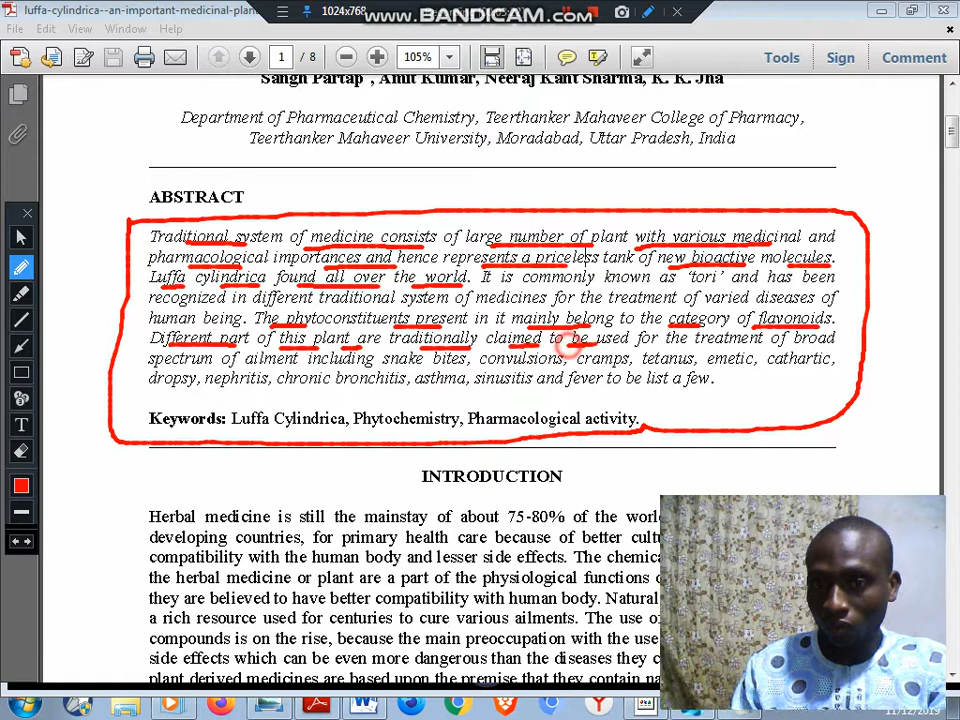 luffa-cylindrica--an-important-medicinal-plan
1024x768
www.BANDICAM.com
File Edit View Window Help
1 / 8 105% Tools Sign Comment
Sangh Partap , Amit Kumar, Neeraj Kant Sharma, K. K. Jha
Department of Pharmaceutical Chemistry, Teerthanker Mahaveer College of Pharmacy,
Teerthanker Mahaveer University, Moradabad, Uttar Pradesh, India
ABSTRACT
Traditional system of medicine consists of large number of plant with various medicinal and
pharmacological importances and hence represents a priceless tank of new bioactive molecules.
Luffa cylindrica found all over the world. It is commonly known as ‘tori’ and has been
recognized in different traditional system of medicines for the treatment of varied diseases of
human being. The phytoconstituents present in it mainly belong to the category of flavonoids.
Different part of this plant are traditionally claimed to be used for the treatment of broad
spectrum of ailment including snake bites, convulsions, cramps, tetanus, emetic, cathartic,
dropsy, nephritis, chronic bronchitis, asthma, sinusitis and fever to be list a few.
Keywords: Luffa Cylindrica, Phytochemistry, Pharmacological activity.
INTRODUCTION
Herbal medicine is still the mainstay of about 75-80% of the
developing countries, for primary health care because of better
compatibility with the human body and lesser side effects. The
the herbal medicine or plant are a part of the physiological functions
they are believed to have better compatibility with human body. Natural
a rich resource used for centuries to cure various ailments. The use
compounds is on the rise, because the main preoccupation with the use
side effects which can be even more dangerous than the diseases they
plant derived medicines are based upon the premise that they contain
11/12/2019